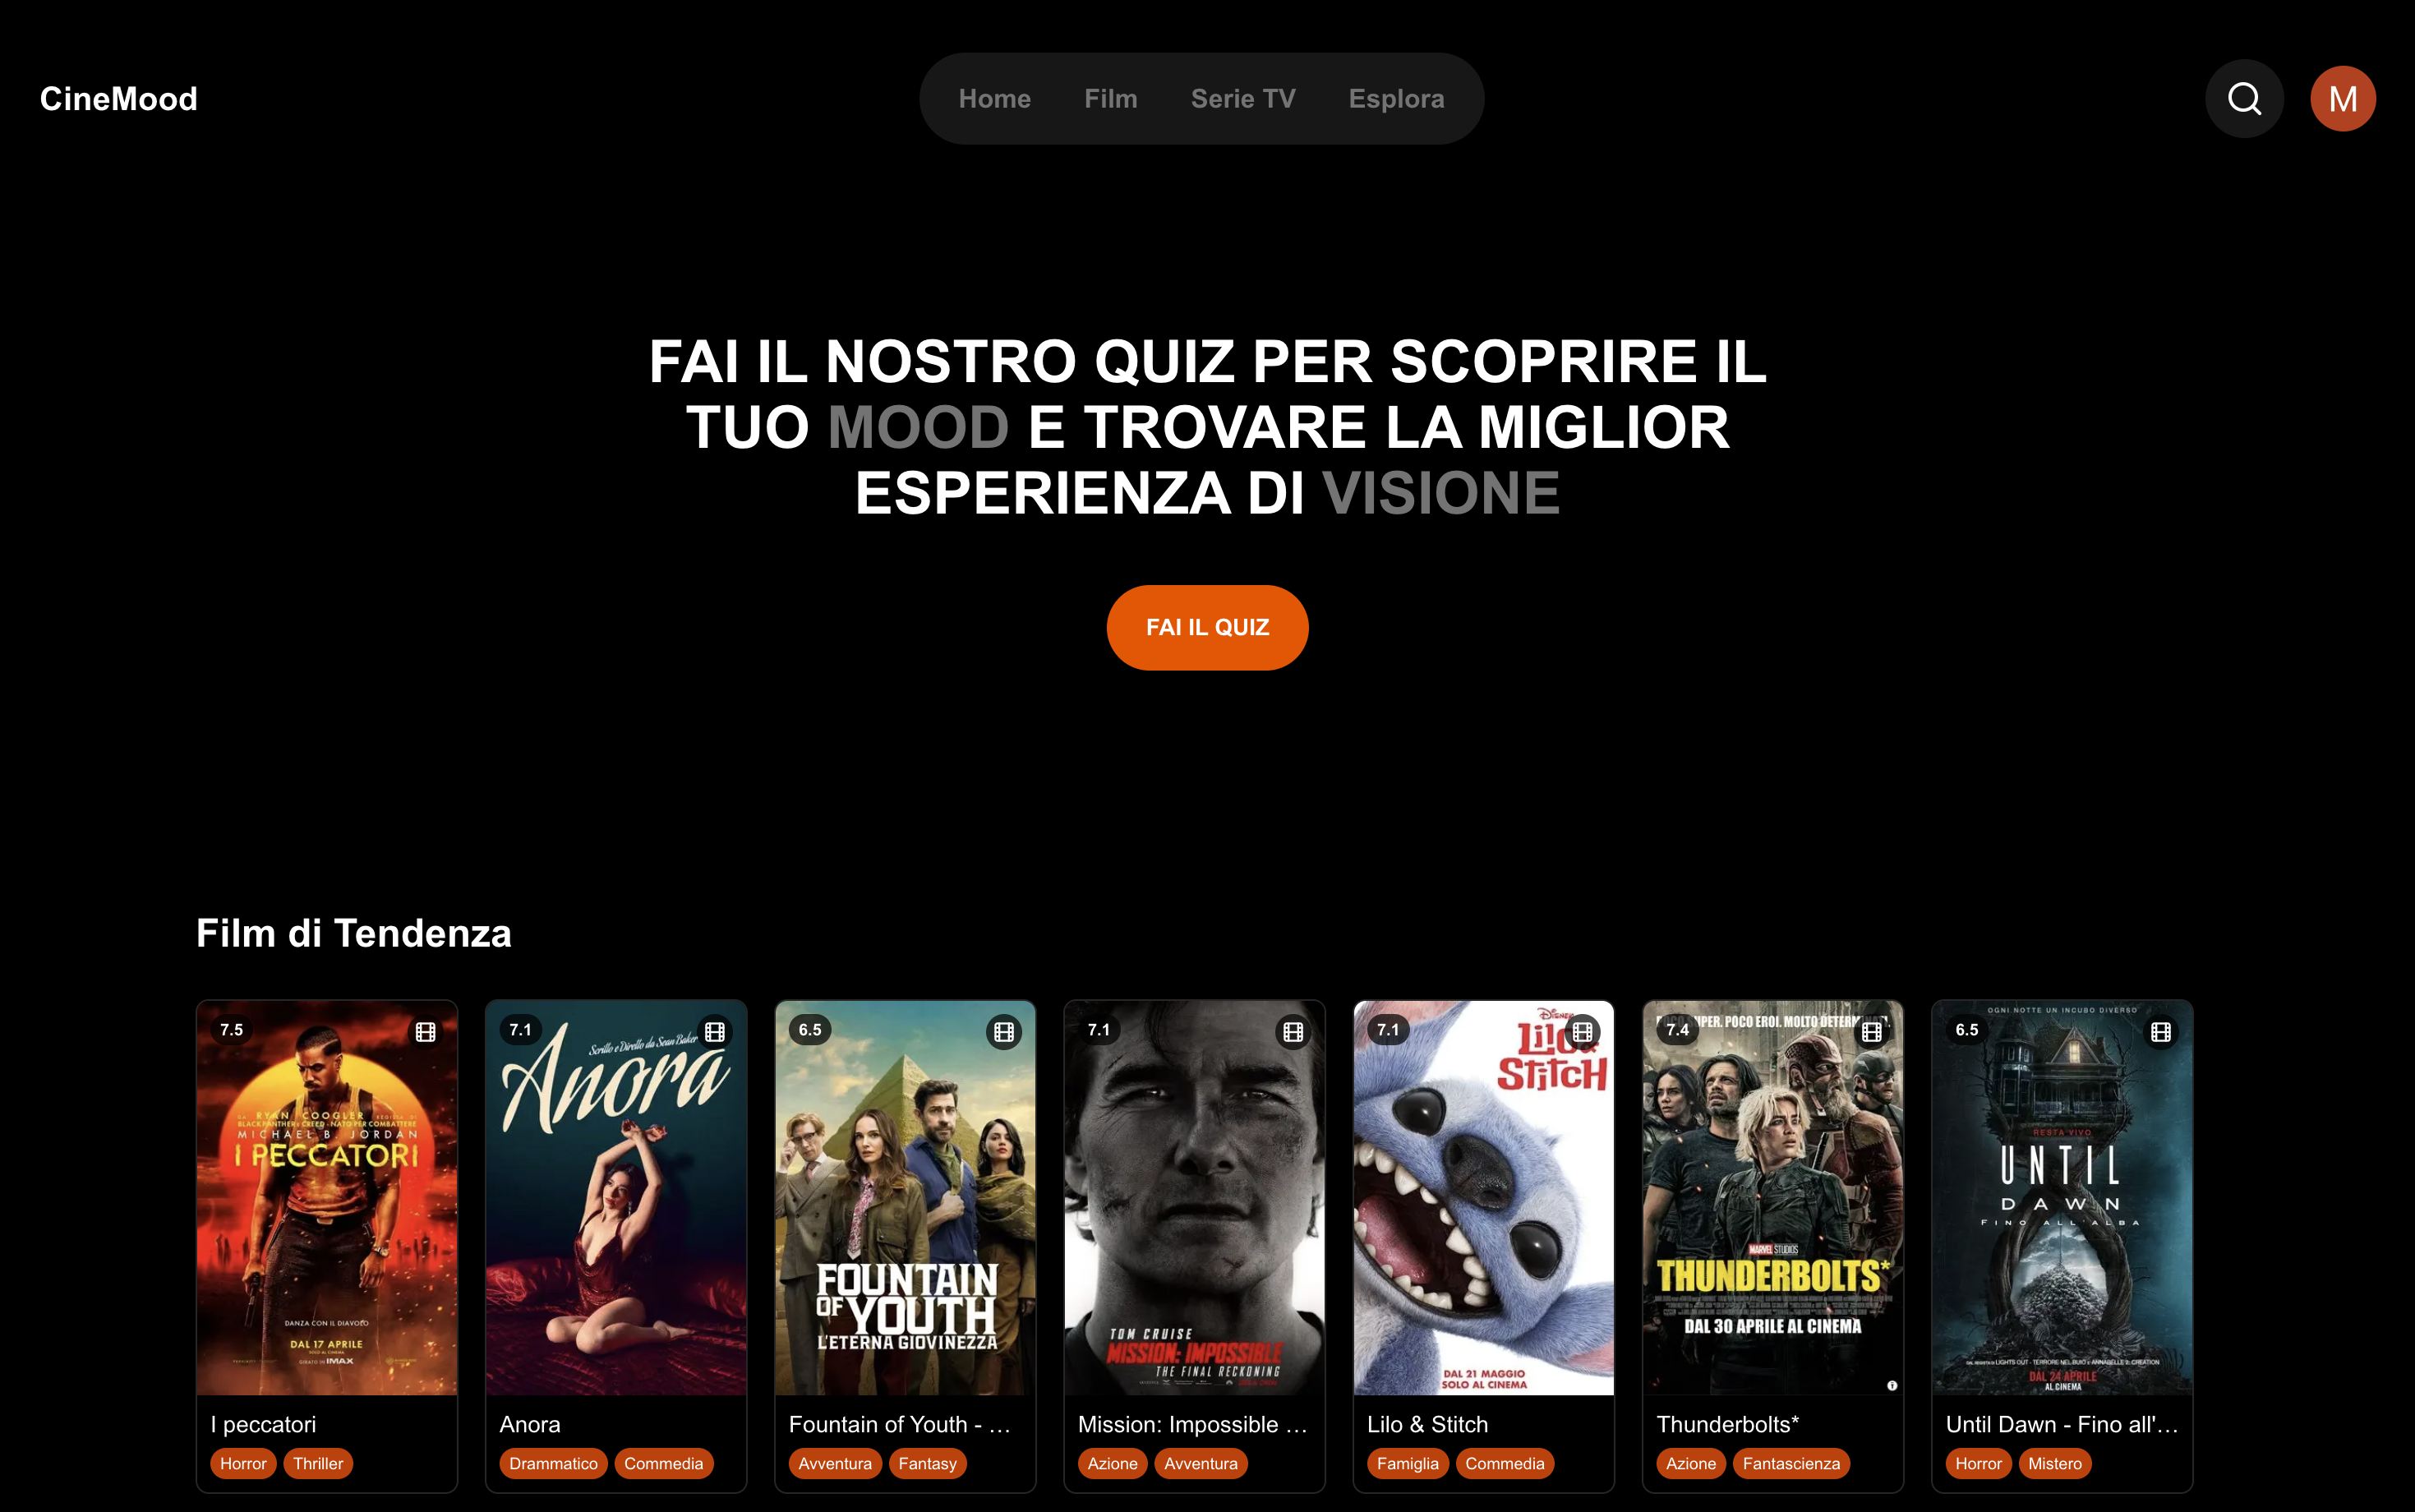 CineMood
Home
Film
Serie TV
Esplora
M
FAI IL NOSTRO QUIZ PER SCOPRIRE IL
TUO MOOD E TROVARE LA MIGLIOR
ESPERIENZA DI VISIONE
FAI IL QUIZ
Film di Tendenza
7.5
RYAN COOGLER
MICHAEL B. JORDAN
I PECCATORI
DANZA CON IL DIAVOLO
DAL 17 APRILE
IMAX
I peccatori
Horror
Thriller
7.1
Scritto e Diretto da Sean Baker
Anora
Anora
Drammatico
Commedia
6.5
FOUNTAIN
OF YOUTH
L'ETERNA GIOVINEZZA
Fountain of Youth - …
Avventura
Fantasy
7.1
TOM CRUISE
MISSION: IMPOSSIBLE
THE FINAL RECKONING
Mission: Impossible …
Azione
Avventura
7.1
Disney
Lilo &
Stitch
DAL 21 MAGGIO
SOLO AL CINEMA
Lilo & Stitch
Famiglia
Commedia
7.4
POCO EROI. MOLTO
MARVEL STUDIOS
THUNDERBOLTS*
DAL 30 APRILE AL CINEMA
Thunderbolts*
Azione
Fantascienza
6.5
OGNI NOTTE UN INCUBO DIVERSO
RESTA VIVO
UNTIL
DAWN
FINO ALL'ALBA
DAL 24 APRILE
AL CINEMA
Until Dawn - Fino all'…
Horror
Mistero